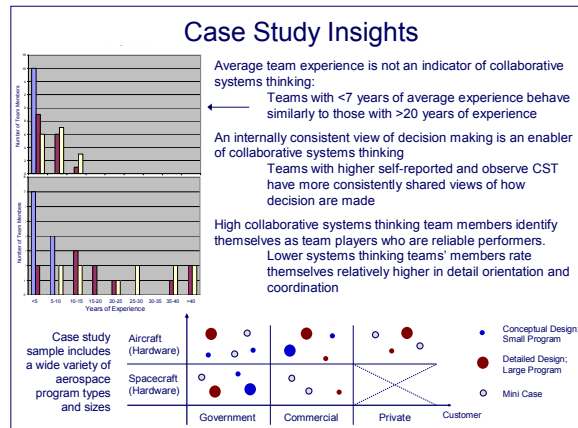 Case Study Insights
Number of Team Members
Number of Team Members
<5
5-10
10-15
15-20
20-25
25-30
30-35
35-40
>40
Years of Experience
Average team experience is not an indicator of collaborative
systems thinking:
Teams with <7 years of average experience behave
similarly to those with >20 years of experience
An internally consistent view of decision making is an enabler
of collaborative systems thinking
Teams with higher self-reported and observe CST
have more consistently shared views of how
decision are made
High collaborative systems thinking team members identify
themselves as team players who are reliable performers.
Lower systems thinking teams' members rate
themselves relatively higher in detail orientation and
coordination
Case study
sample includes
a wide variety of
aerospace
program types
and sizes
Aircraft
(Hardware)
Spacecraft
(Hardware)
Government
Commercial
Private
Customer
Conceptual Design;
Small Program
Detailed Design;
Large Program
Mini Case